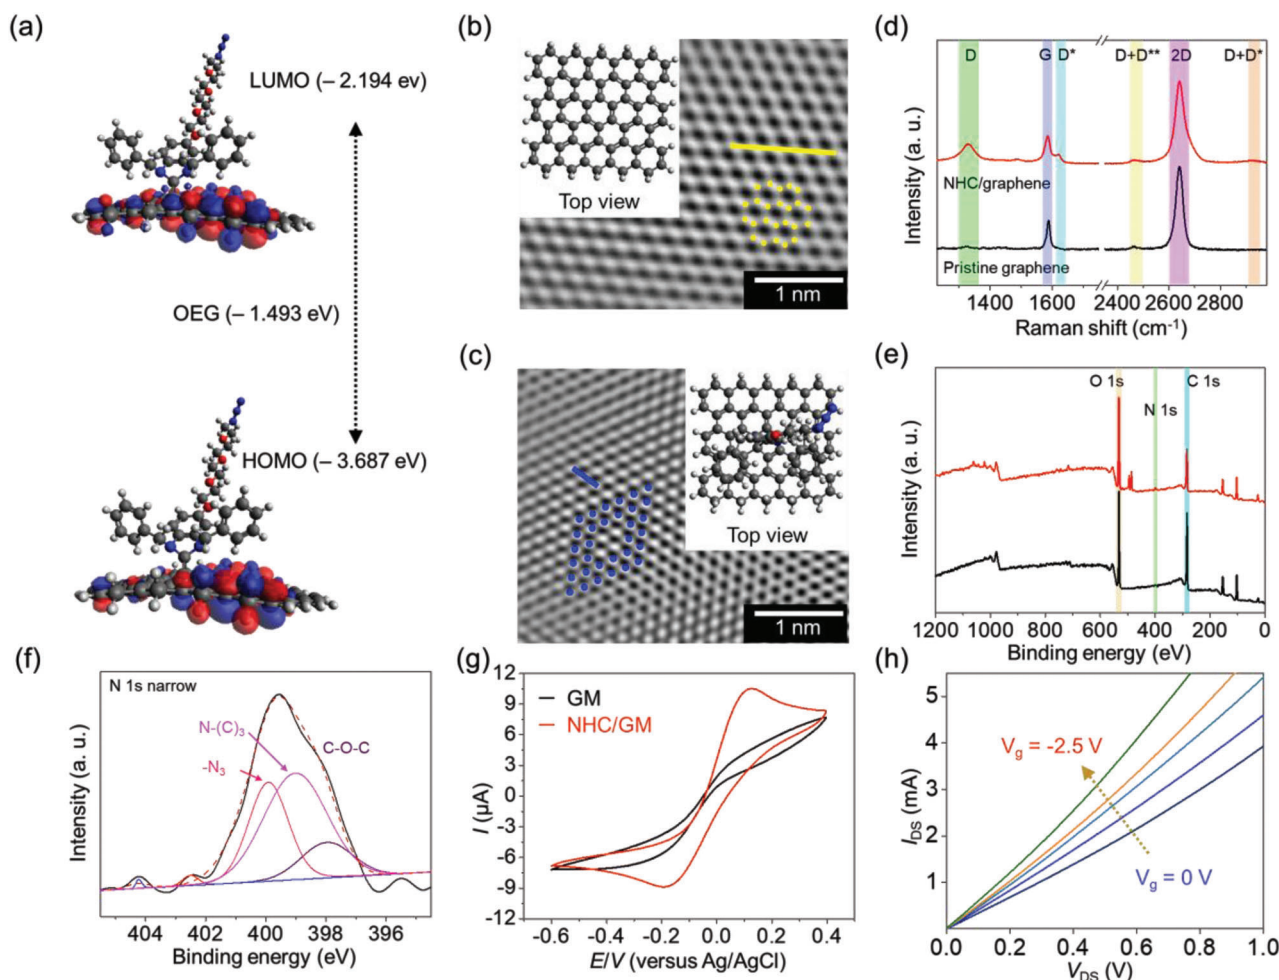 (a)
LUMO (– 2.194 ev)
OEG (– 1.493 eV)
HOMO (– 3.687 eV)
(b)
Top view
1 nm
(c)
Top view
1 nm
(d)
D
G D*
D+D**
2D
D+D*
NHC/graphene
Pristine graphene
Intensity (a. u.)
1400 1600 2400 2600 2800
Raman shift (cm-1)
(e)
O 1s
N 1s
C 1s
Intensity (a. u.)
1200 1000 800 600 400 200 0
Binding energy (eV)
(f)
N 1s narrow
N-(C)3
-N3
C-O-C
Intensity (a. u.)
404 402 400 398 396
Binding energy (eV)
(g)
GM
NHC/GM
I (μA)
12
9
6
3
0
-3
-6
-9
-12
-0.6 -0.4 -0.2 0.0 0.2 0.4
E/V (versus Ag/AgCl)
(h)
Vg = -2.5 V
Vg = 0 V
IDS (mA)
5
4
3
2
1
0.0 0.2 0.4 0.6 0.8 1.0
VDS (V)